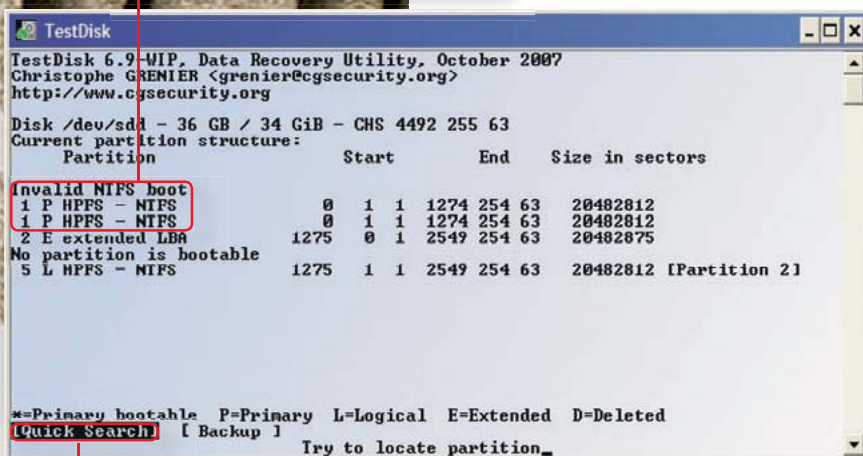 TestDisk
TestDisk 6.9-WIP, Data Recovery Utility, October 2007
Christophe GRENIER <grenier@cgsecurity.org>
http://www.cgsecurity.org
Disk /dev/sdd - 36 GB / 34 GiB - CHS 4492 255 63
Current partition structure:
Partition Start End Size in sectors
Invalid NTFS boot
1 P HPFS - NTFS 0 1 1 1274 254 63 20482812
1 P HPFS - NTFS 0 1 1 1274 254 63 20482812
2 E extended LBA 1275 0 1 2549 254 63 20482875
No partition is bootable
5 L HPFS - NTFS 1275 1 1 2549 254 63 20482812 [Partition 2]
*=Primary bootable P=Primary L=Logical E=Extended D=Deleted
[Quick Search] [ Backup ]
Try to locate partition_